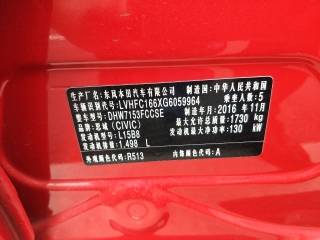 生产厂名:东风本田汽车有限公司 制造国:中华人民共和国
车辆识别代号:LVHFC166XG6059964 乘坐人数:5
整车型号:DHW7153FCCSE 制造年月:2016 年 11月
品牌:思域(CIVIC) 最大允许总质量:1730 kg
发动机型号:L15B8 发动机最大净功率:130 kW
发动机排量:1,498 L
外观颜色代码:R513 内饰颜色代码:A